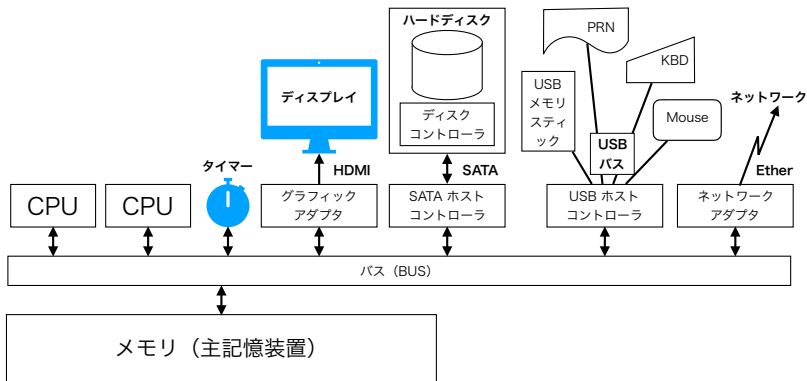 ハードディスク
PRN
KBD
ディスプレイ
USB
メモリ
スティ
ック
ネットワーク
ディスク
コントローラ
Mouse
USB
バス
タイマー
HDMI
SATA
Ether
CPU
CPU
グラフィック
アダプタ
SATA ホスト
コントローラ
USB ホスト
コントローラ
ネットワーク
アダプタ
バス（BUS）
メモリ（主記憶装置）